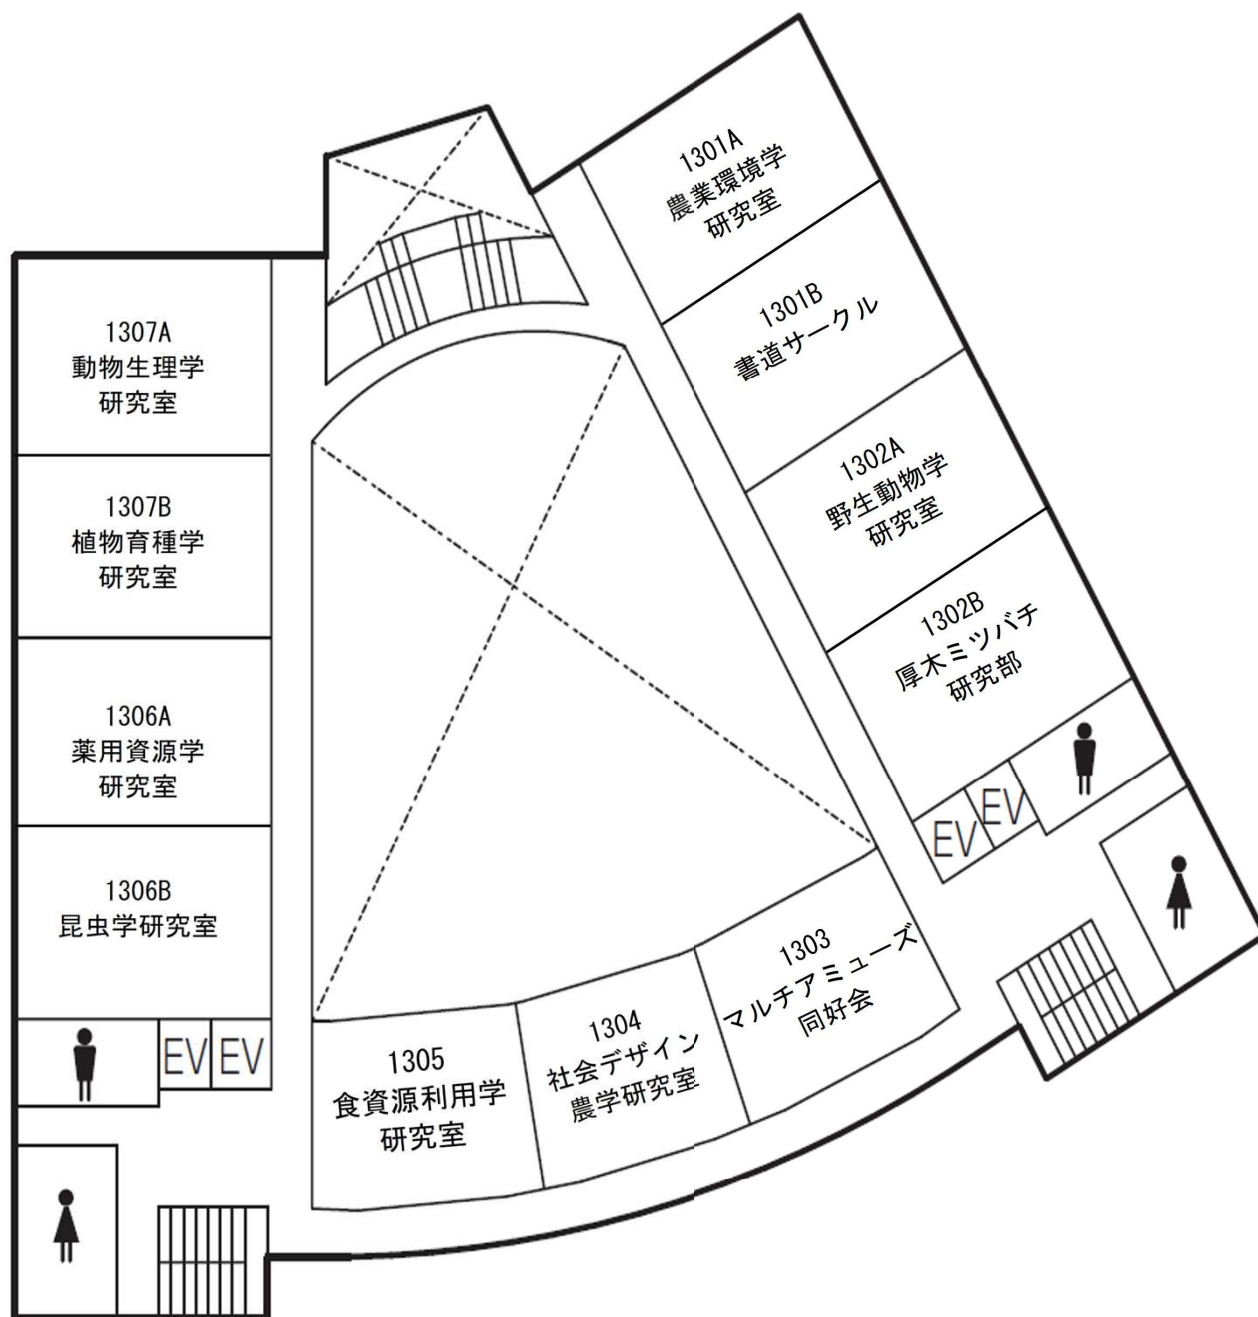 1301A
農業環境学
研究室
1301B
書道サークル
1302A
野生動物学
研究室
1302B
厚木ミツバチ
研究部
EV
EV
1303
マルチアミューズ
同好会
1304
社会デザイン
農学研究室
1305
食資源利用学
研究室
1307A
動物生理学
研究室
1307B
植物育種学
研究室
1306A
薬用資源学
研究室
1306B
昆虫学研究室
EV
EV